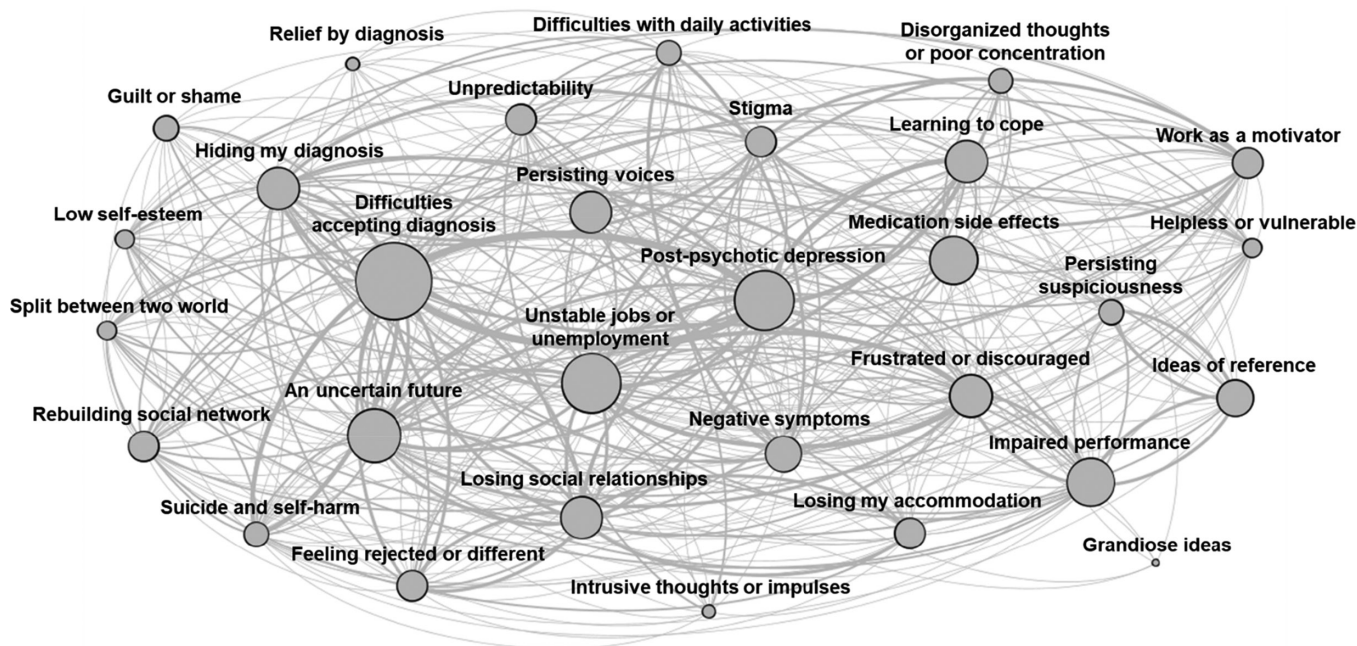 Difficulties with daily activities
Relief by diagnosis
Disorganized thoughts
or poor concentration
Guilt or shame
Unpredictability
Stigma
Learning to cope
Work as a motivator
Hiding my diagnosis
Persisting voices
Difficulties
accepting diagnosis
Low self-esteem
Medication side effects
Helpless or vulnerable
Post-psychotic depression
Persisting
suspiciousness
Split between two world
Unstable jobs or
unemployment
Frustrated or discouraged
Ideas of reference
An uncertain future
Rebuilding social network
Negative symptoms
Impaired performance
Losing social relationships
Losing my accommodation
Suicide and self-harm
Feeling rejected or different
Grandiose ideas
Intrusive thoughts or impulses